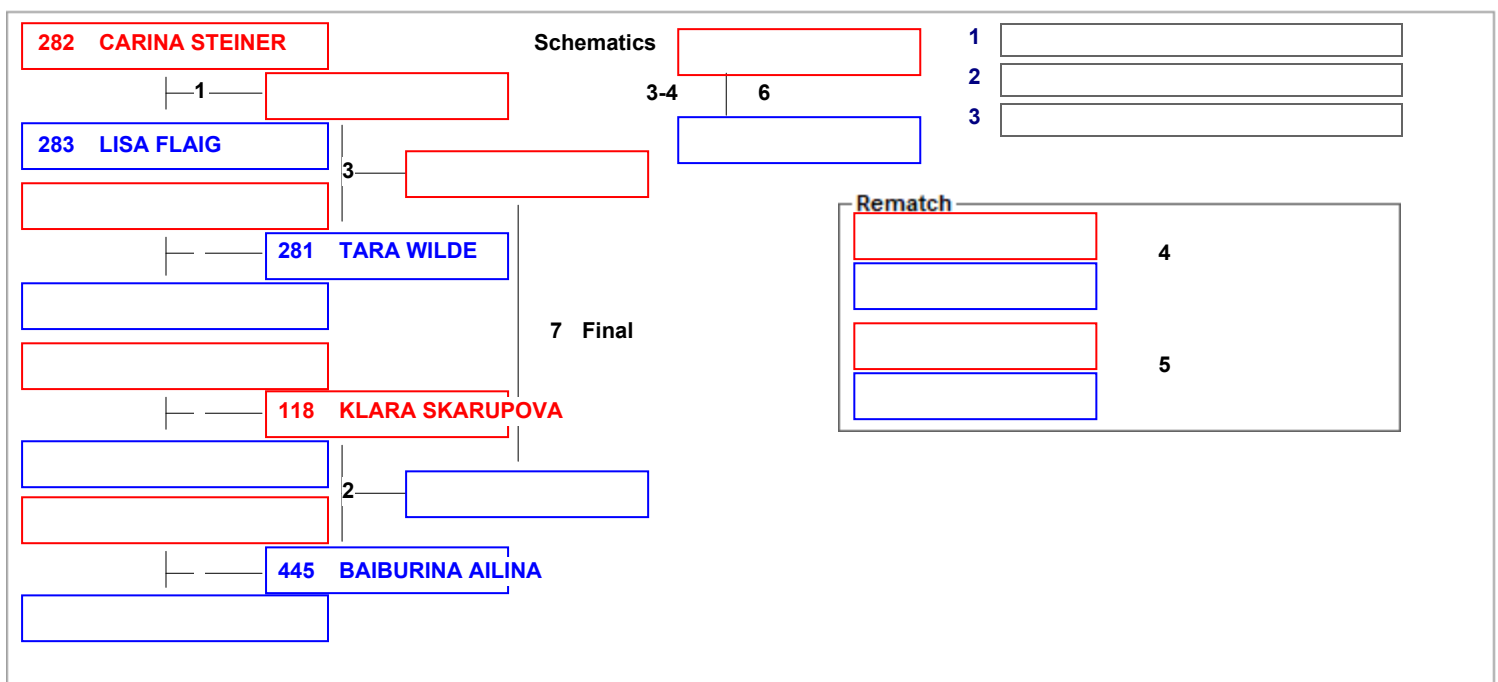 282 CARINA STEINER
Schematics
1
2
3
1
3-4 6
283 LISA FLAIG
3
281 TARA WILDE
Rematch
4
5
7 Final
118 KLARA SKARUPOVA
2
445 BAIBURINA AILINA